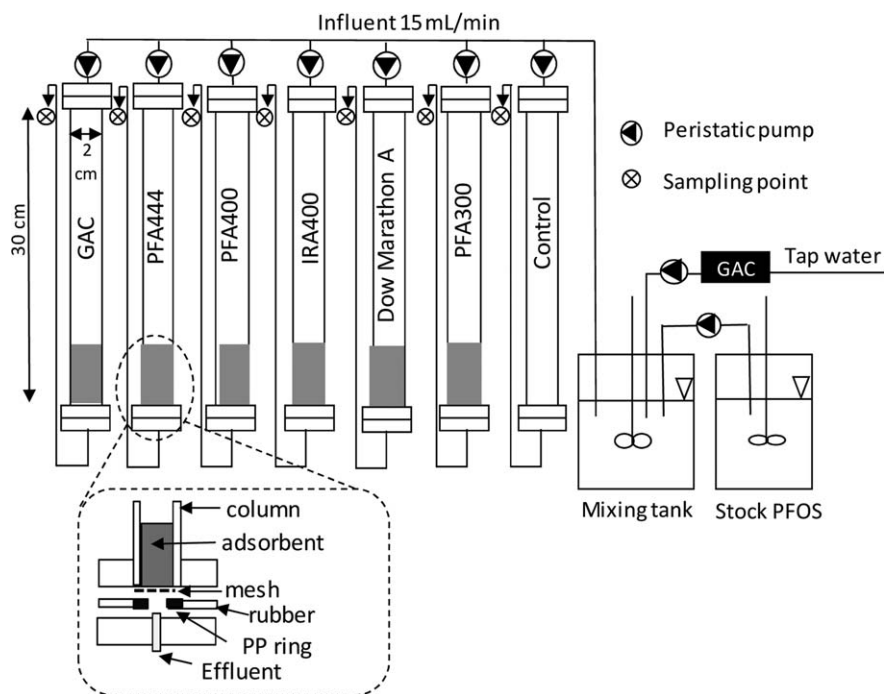 Influent 15 mL/min
2
cm
30 cm
GAC
PFA444
PFA400
IRA400
Dow Marathon A
PFA300
Control
Peristatic pump
Sampling point
GAC
Tap water
Mixing tank
Stock PFOS
column
adsorbent
mesh
rubber
PP ring
Effluent